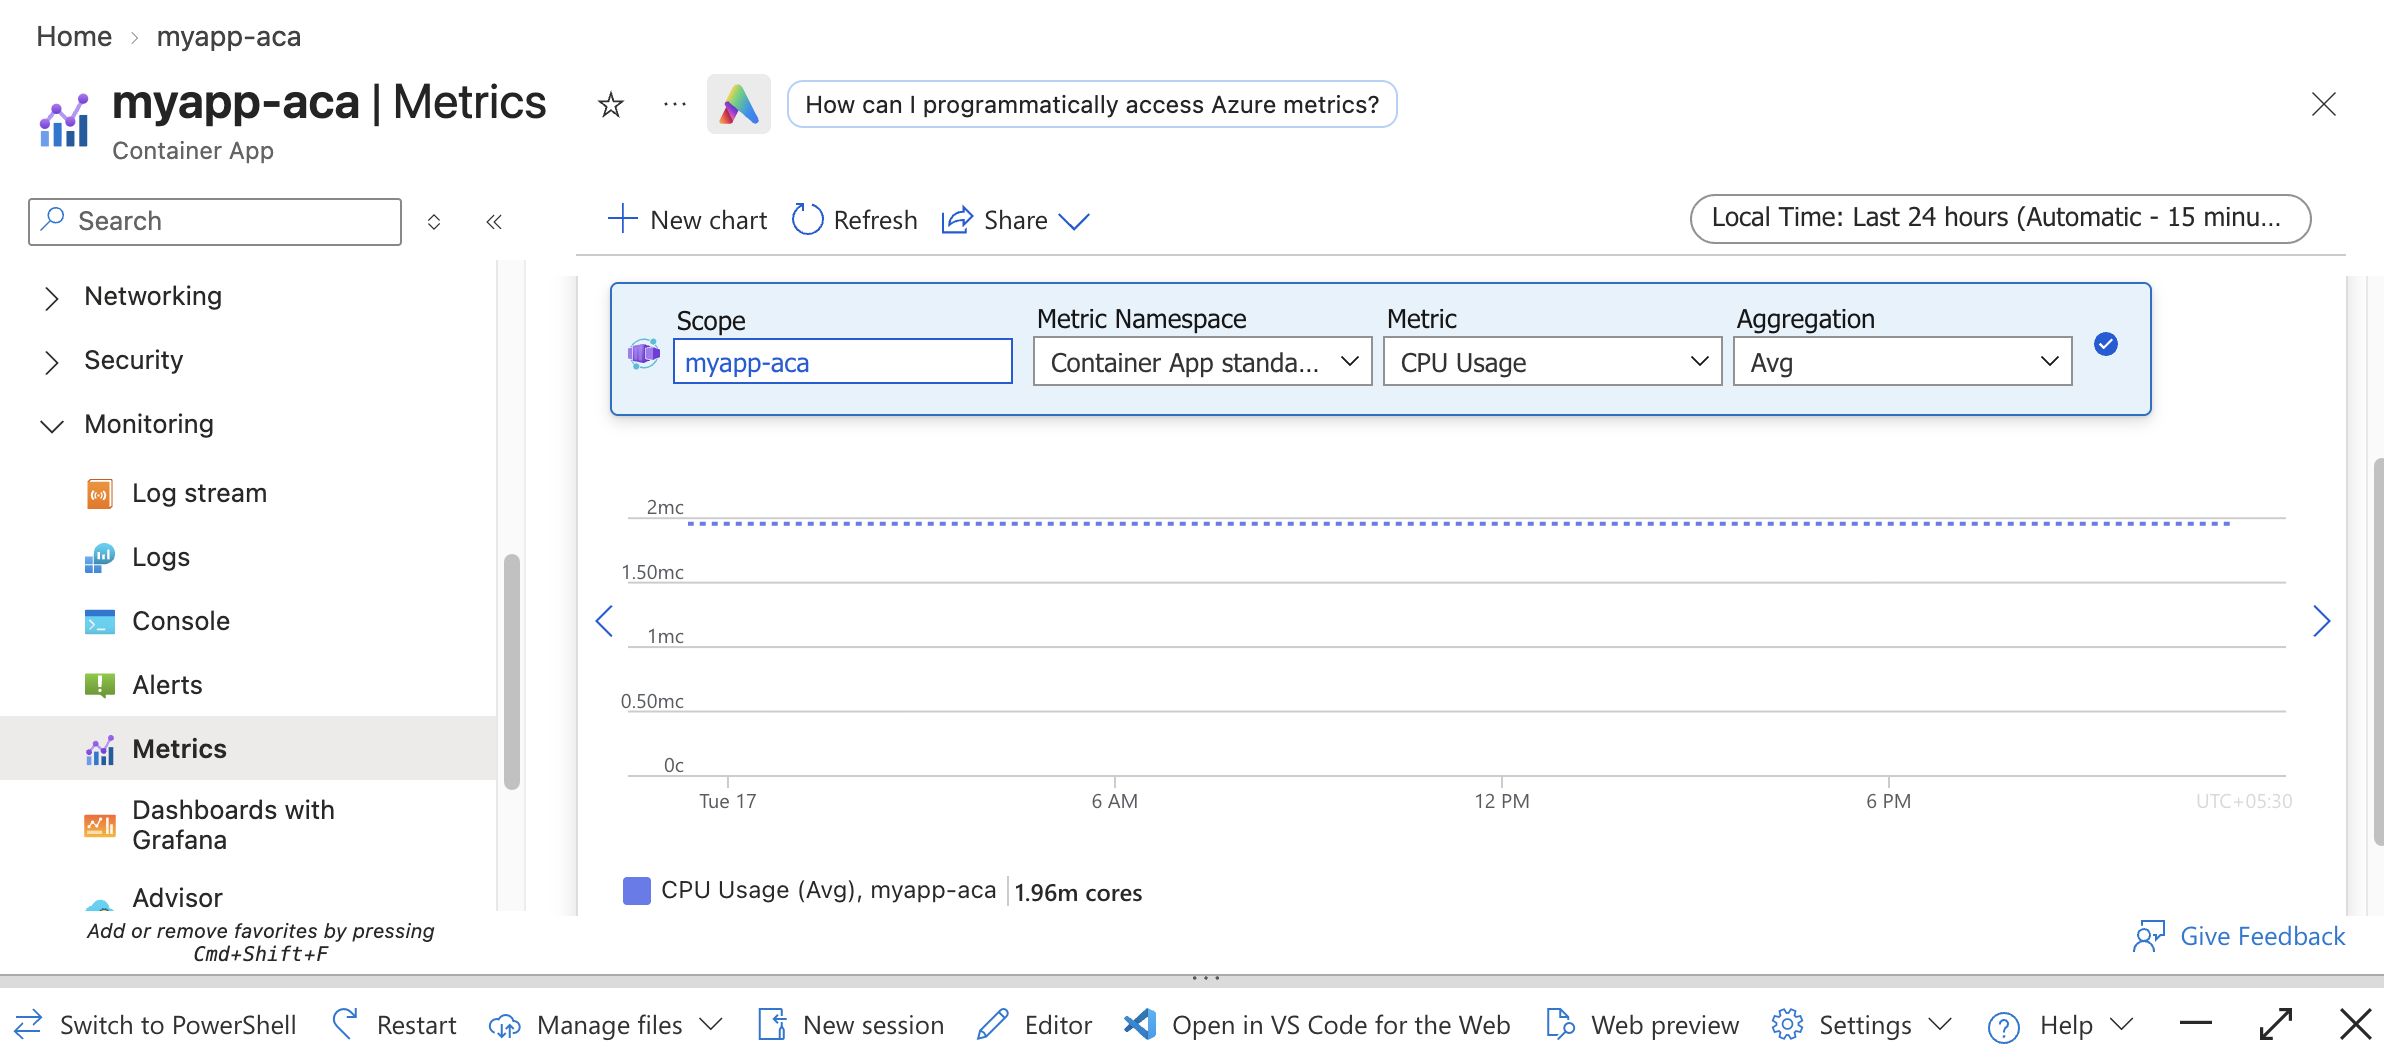 Home > myapp-aca
myapp-aca | Metrics
How can I programmatically access Azure metrics?
Container App
Search
New chart
Refresh
Share
Local Time: Last 24 hours (Automatic - 15 minu...
Networking
Security
Monitoring
Log stream
Logs
Console
Alerts
Metrics
Dashboards with
Grafana
Advisor
Add or remove favorites by pressing
Cmd+Shift+F
Scope
myapp-aca
Metric Namespace
Container App standa...
Metric
CPU Usage
Aggregation
Avg
2mc
1.50mc
1mc
0.50mc
0c
Tue 17
6 AM
12 PM
6 PM
UTC+05:30
CPU Usage (Avg), myapp-aca
1.96m cores
Give Feedback
Switch to PowerShell
Restart
Manage files
New session
Editor
Open in VS Code for the Web
Web preview
Settings
Help